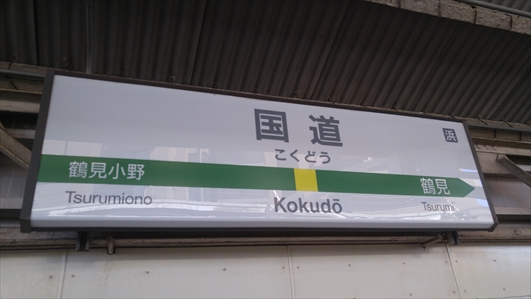 国道
浜
こくどう
鶴見小野
鶴見
Tsurumiono
Kokudō
Tsurumi